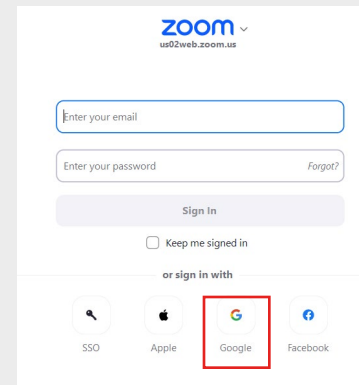 zoom
us02web.zoom.us
Enter your email
Enter your password Forgot?
Sign In
Keep me signed in
or sign in with
SSO Apple Google Facebook